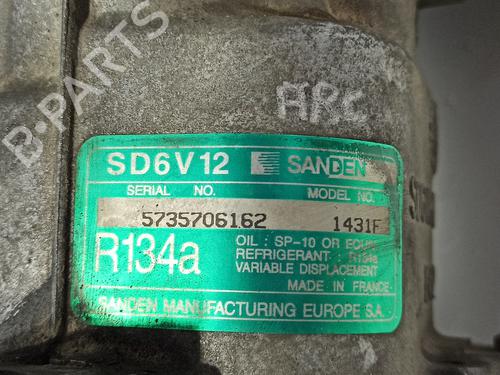 B-PARTS
ARC
SD6V12 SANDEN
SERIAL NO. MODEL NO.
5735706162 1431F
R134a
OIL : SP-10 OR EQUIV.
REFRIGERANT : R134a
VARIABLE DISPLACEMENT
MADE IN FRANCE
SANDEN MANUFACTURING EUROPE S.A.
B-PARTS